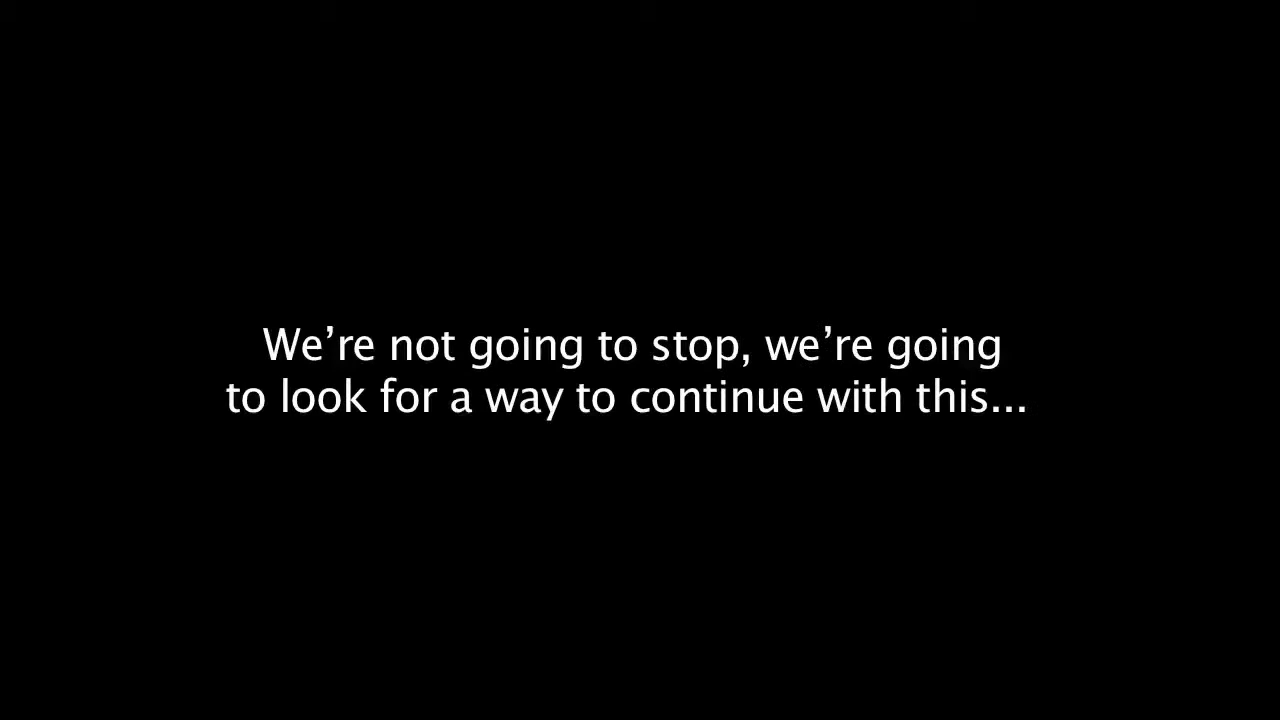 We’re not going to stop, we’re going
to look for a way to continue with this...